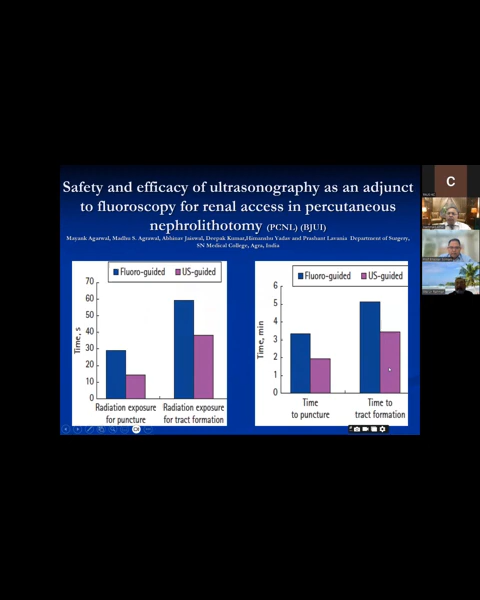 Safety and efficacy of ultrasonography as an adjunct
to fluoroscopy for renal access in percutaneous
nephrolithotomy (PCNL) (BJUI)
Mayank Agarwal, Madhu S. Agrawal, Abhinav Jaiswal, Deepak Kumar, Himanshu Yadav and Prashant Lavania Department of Surgery,
SN Medical College, Agra, India
Fluoro-guided US-guided
Time, s
70
60
50
40
30
20
10
0
Radiation exposure
for puncture
Radiation exposure
for tract formation
Fluoro-guided US-guided
Time, min
6
5
4
3
2
1
0
Time
to puncture
Time to
tract formation
C